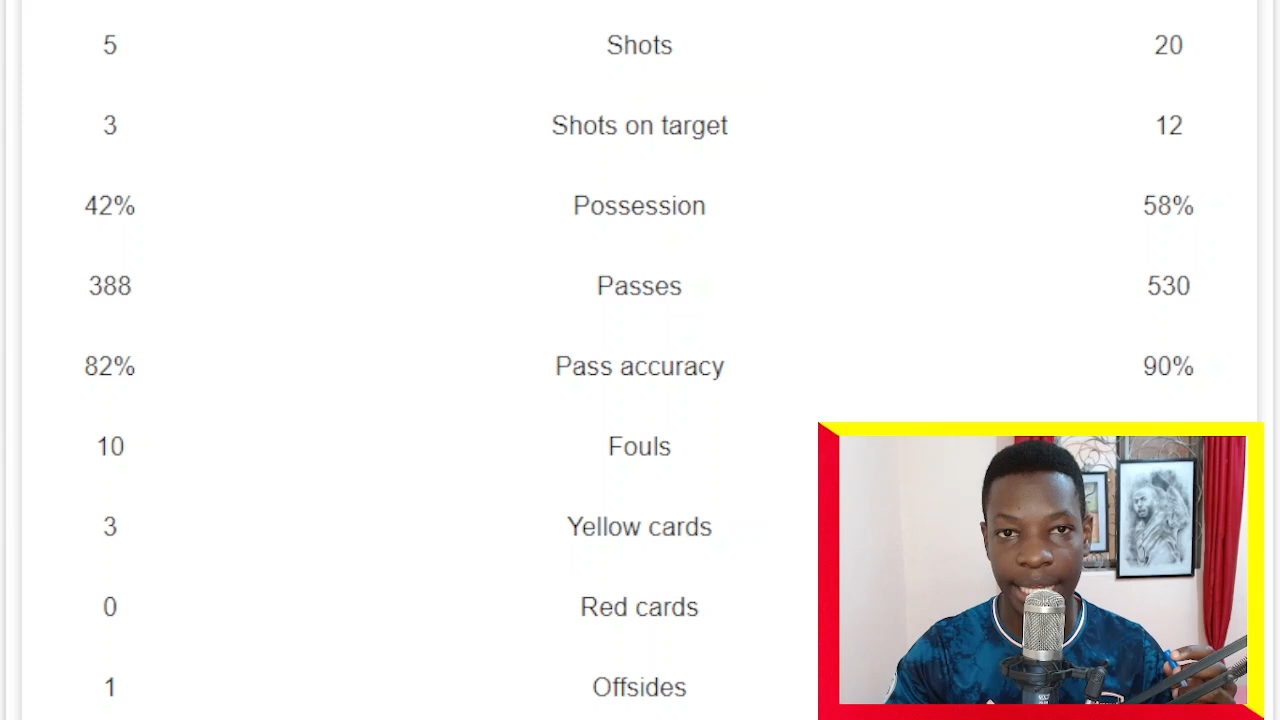 5 Shots 20
3 Shots on target 12
42% Possession 58%
388 Passes 530
82% Pass accuracy 90%
10 Fouls
3 Yellow cards
0 Red cards
1 Offsides